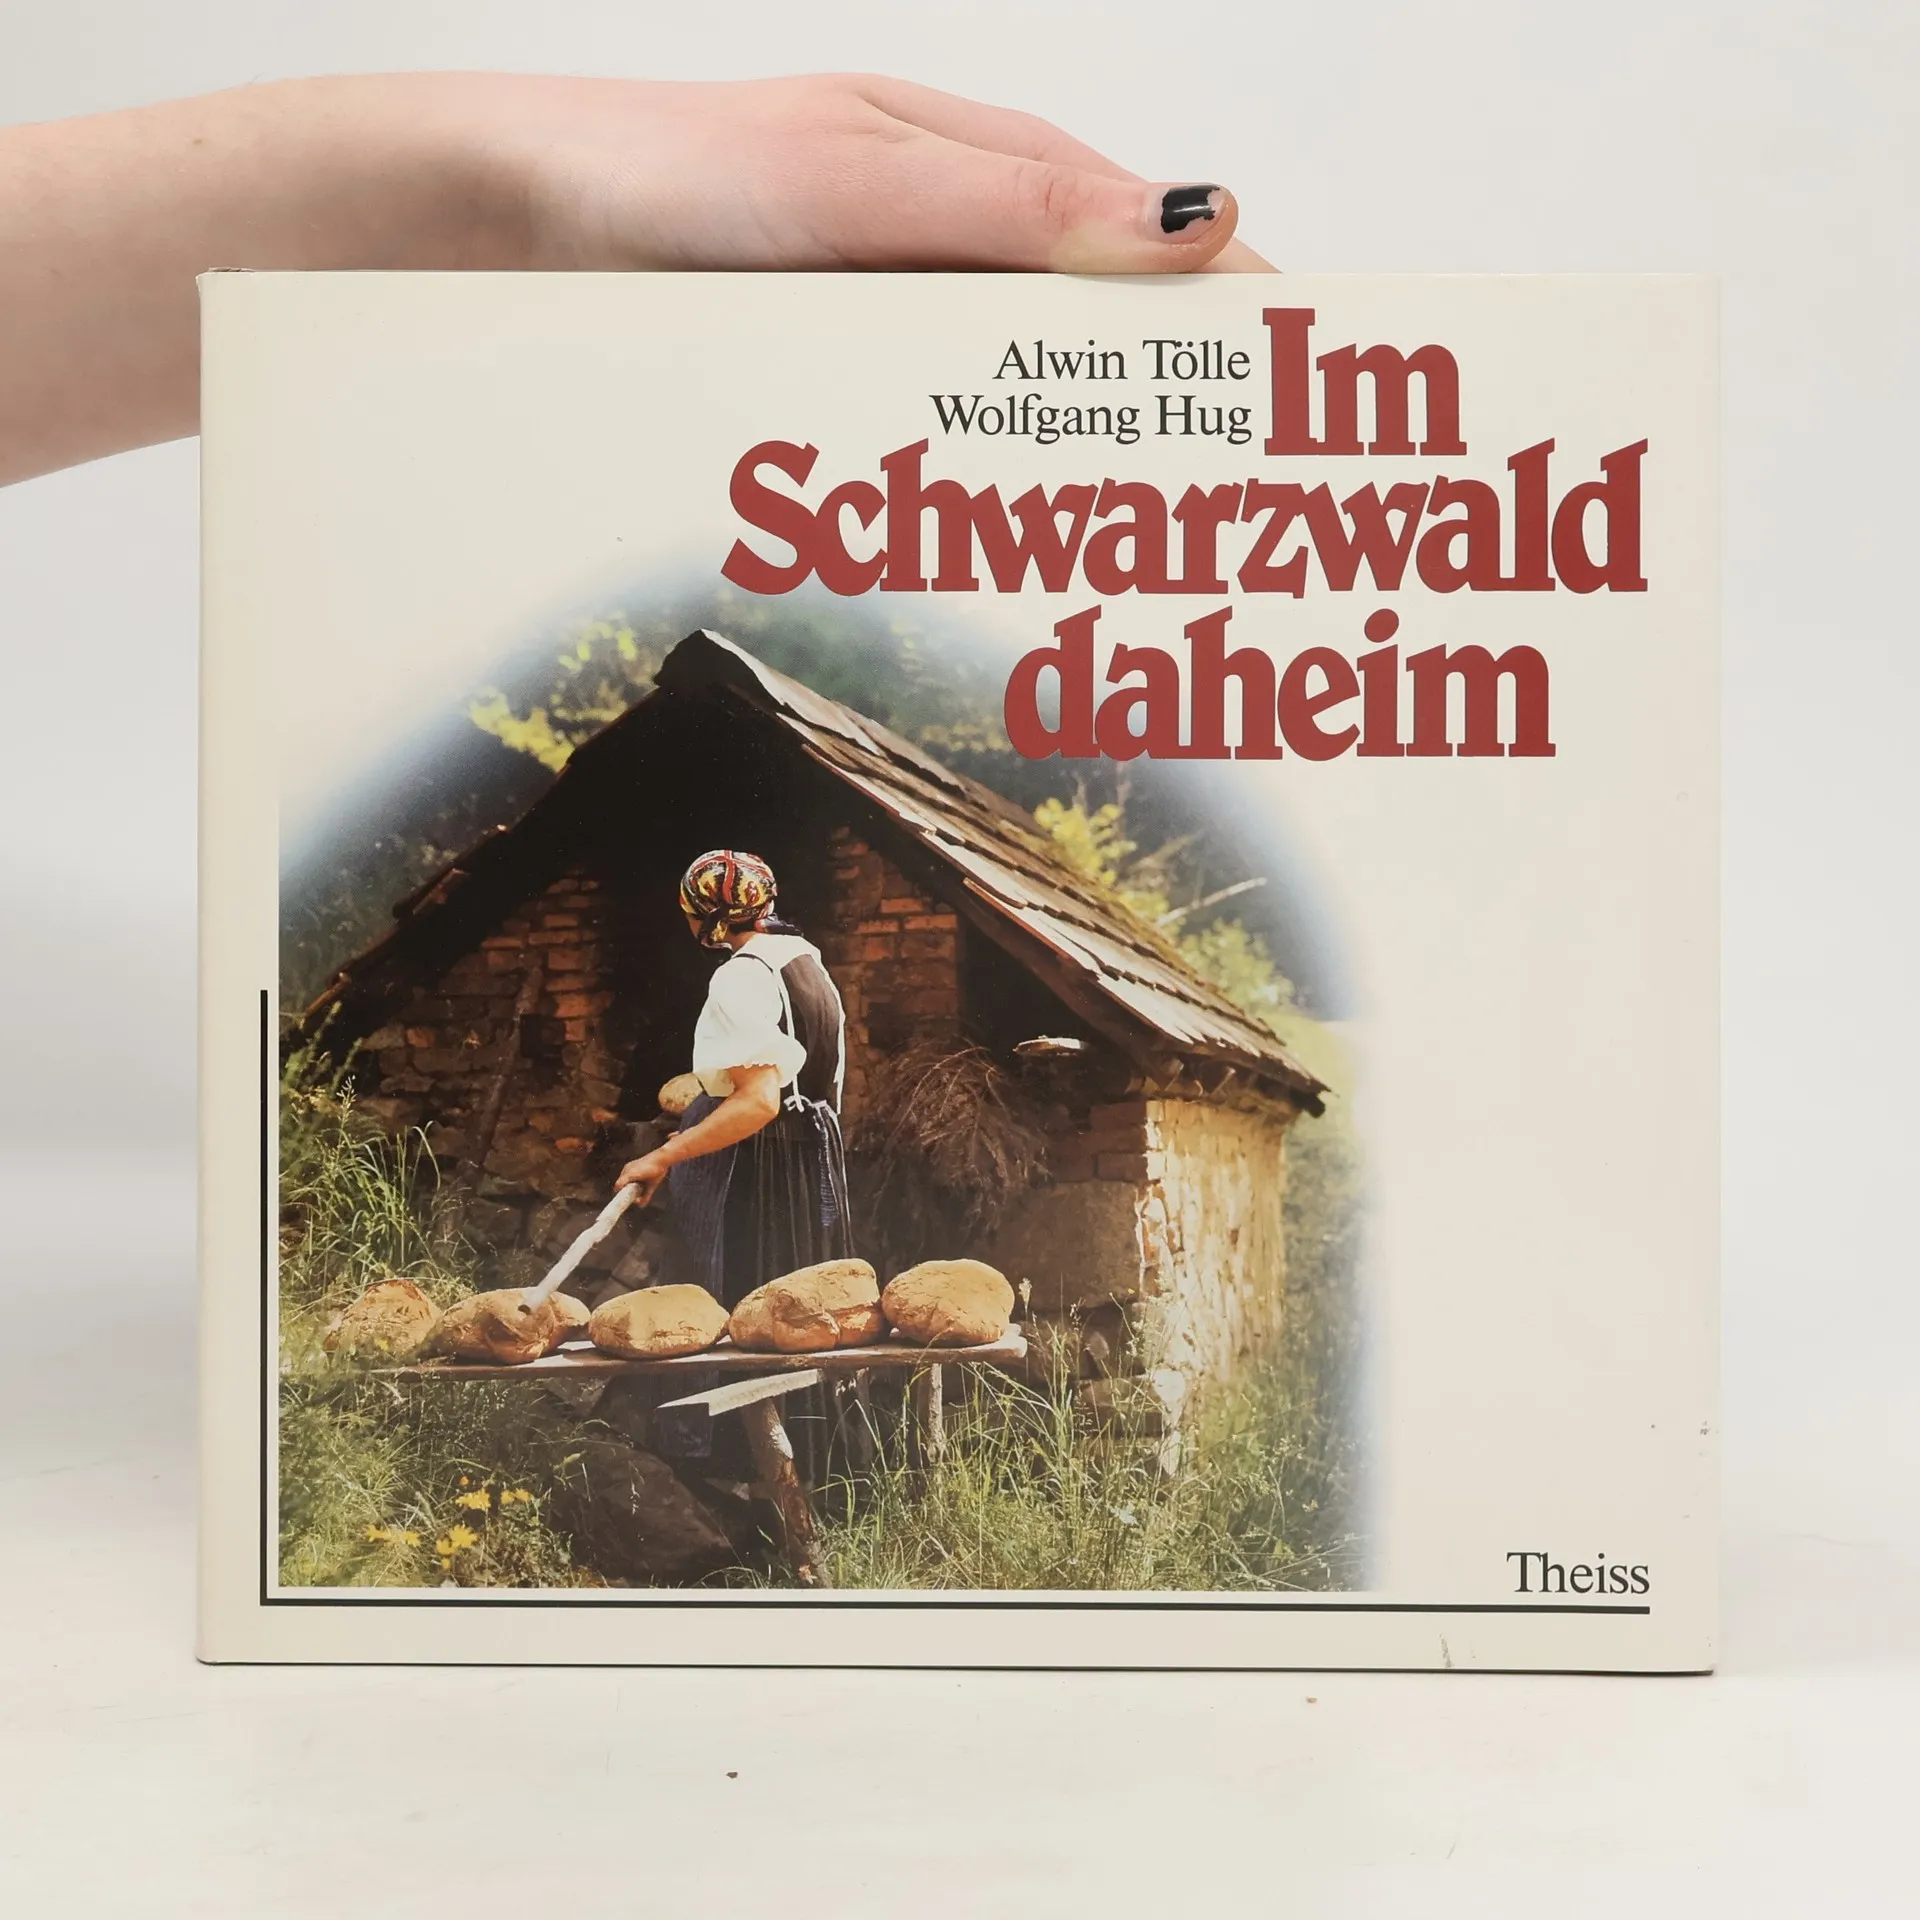 Alwin Tölle
Wolfgang Hug
Im
Schwarzwald
daheim
Theiss